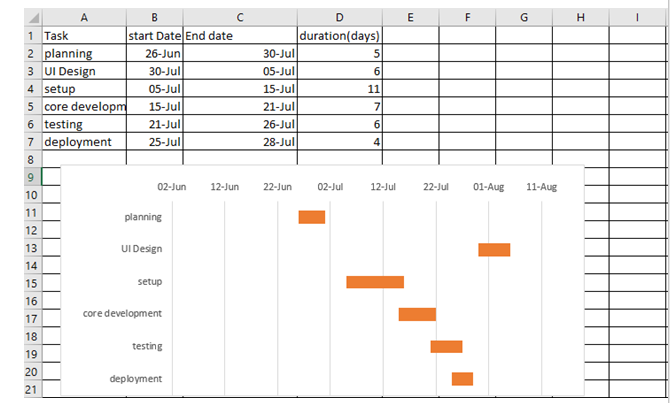 A B C D E F G H I
1 Task start Date End date duration(days)
2 planning 26-Jun 30-Jul 5
3 UI Design 30-Jul 05-Jul 6
4 setup 05-Jul 15-Jul 11
5 core developm 15-Jul 21-Jul 7
6 testing 21-Jul 26-Jul 6
7 deployment 25-Jul 28-Jul 4
8
9
10 02-Jun 12-Jun 22-Jun 02-Jul 12-Jul 22-Jul 01-Aug 11-Aug
11 planning
12
13 UI Design
14
15 setup
16
17 core development
18
19 testing
20 deployment
21